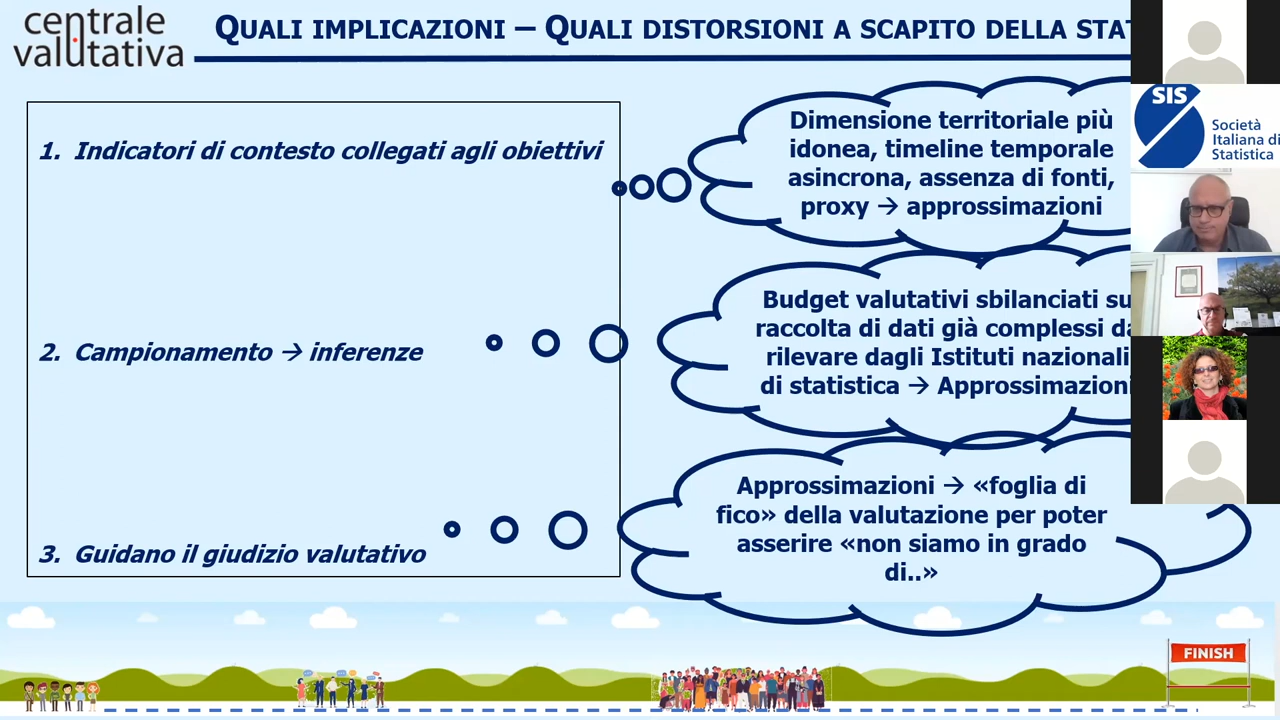 centrale
valutativa
QUALI IMPLICAZIONI – QUALI DISTORSIONI A SCAPITO DELLA
1. Indicatori di contesto collegati agli obiettivi
Dimensione territoriale più
idonea, timeline temporale
asincrona, assenza di fonti,
proxy → approssimazioni
2. Campionamento → inferenze
Budget valutativi sbilanciati su
raccolta di dati già complessi da
rilevare dagli Istituti nazionali
di statistica → Approssimazioni
3. Guidano il giudizio valutativo
Approssimazioni → «foglia di
fico» della valutazione per poter
asserire «non siamo in grado
di..»
SIS
Società
Italiana di
Statistica
FINISH